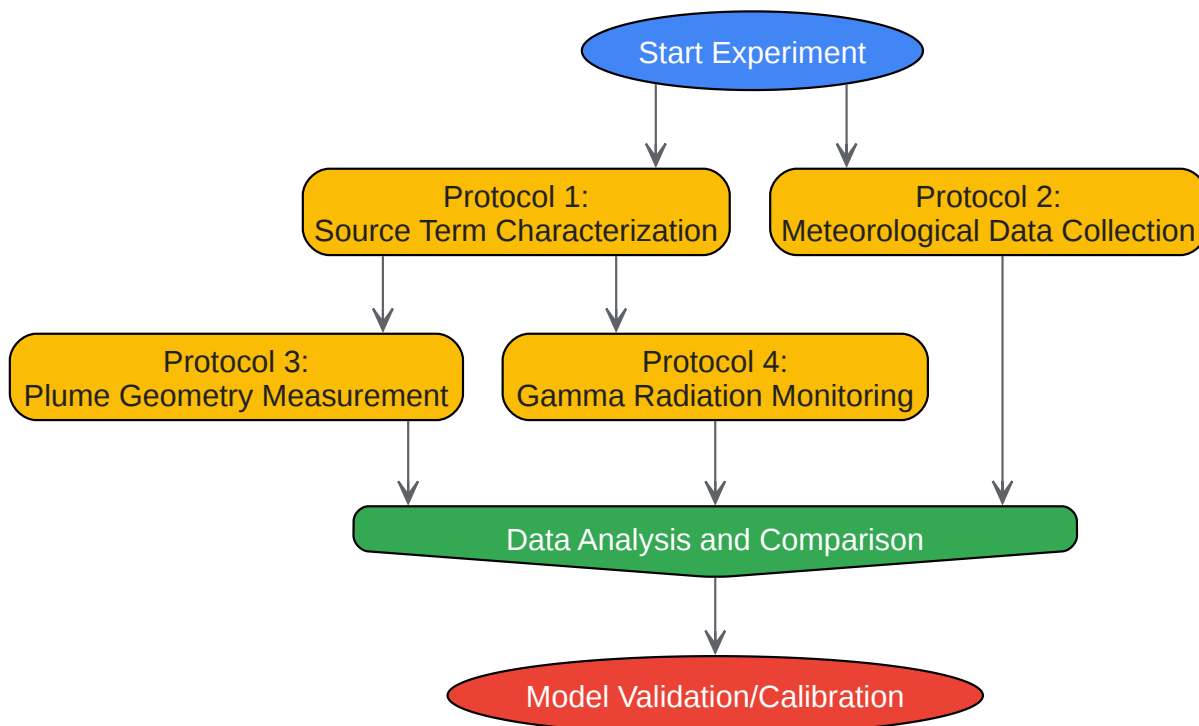 Start Experiment
Protocol 1:
Source Term Characterization
Protocol 2:
Meteorological Data Collection
Protocol 3:
Plume Geometry Measurement
Protocol 4:
Gamma Radiation Monitoring
Data Analysis and Comparison
Model Validation/Calibration